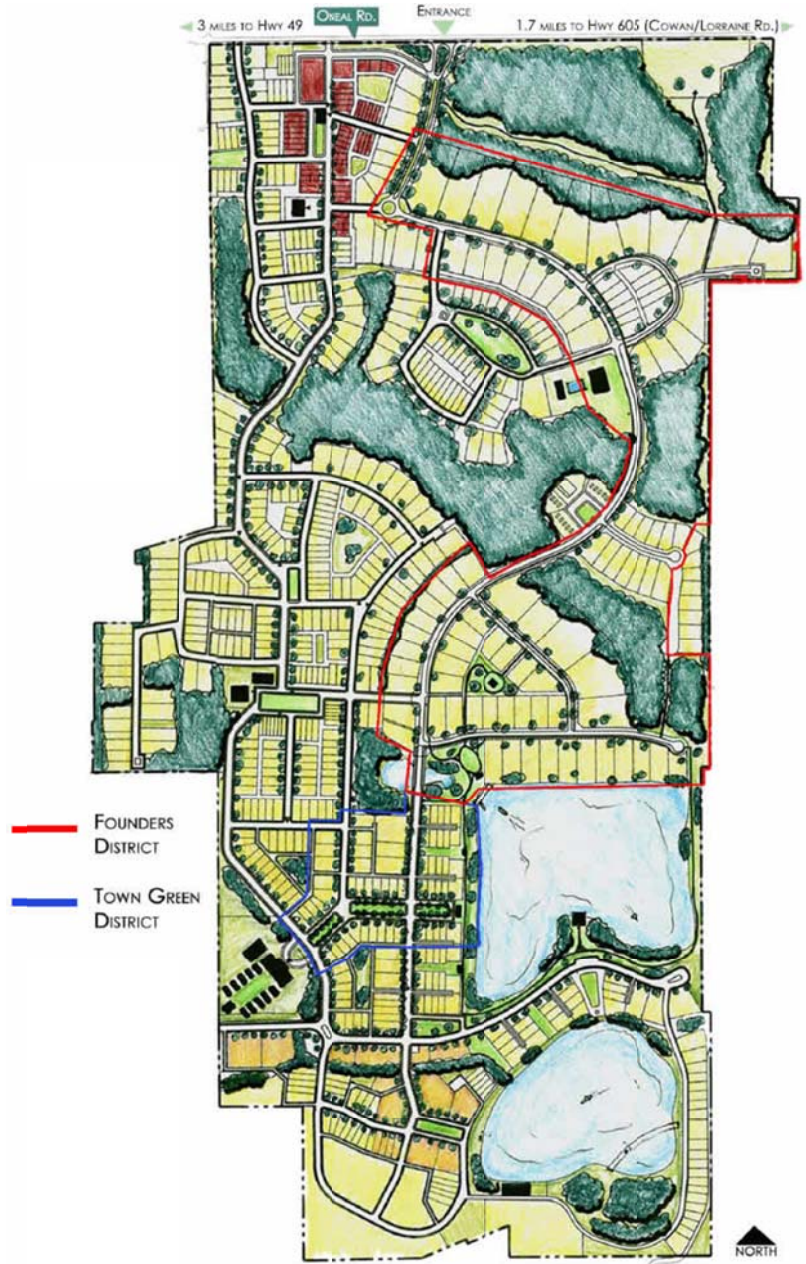 3 MILES TO HWY 49
ONEAL RD.
ENTRANCE
1.7 MILES TO HWY 605 (COWAN/LORRAINE RD.)
FOUNDERS
DISTRICT
TOWN GREEN
DISTRICT
NORTH